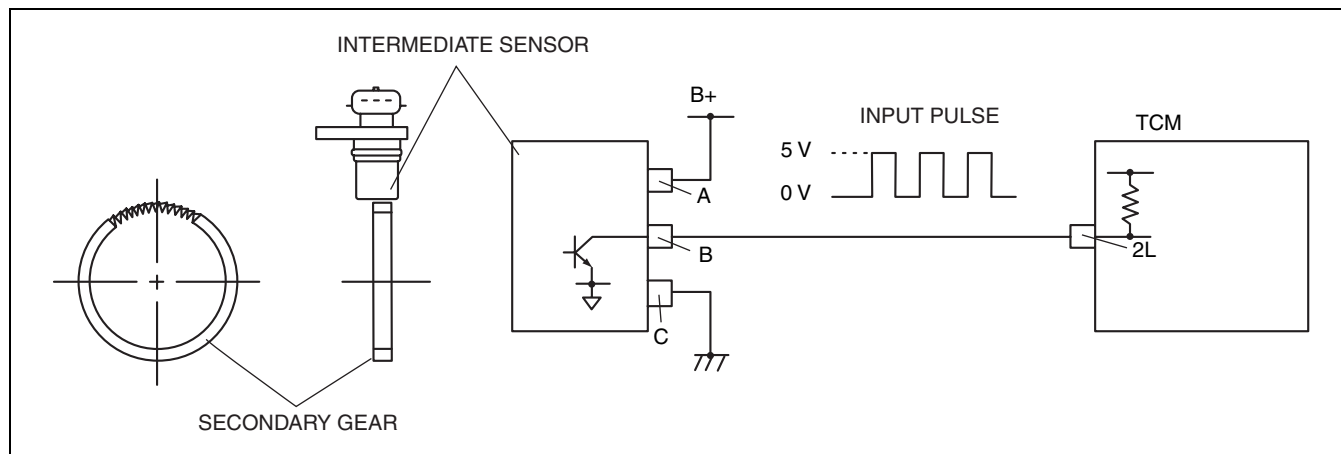 INTERMEDIATE SENSOR
B+
INPUT PULSE
TCM
5 V
0 V
A
B
2L
C
SECONDARY GEAR